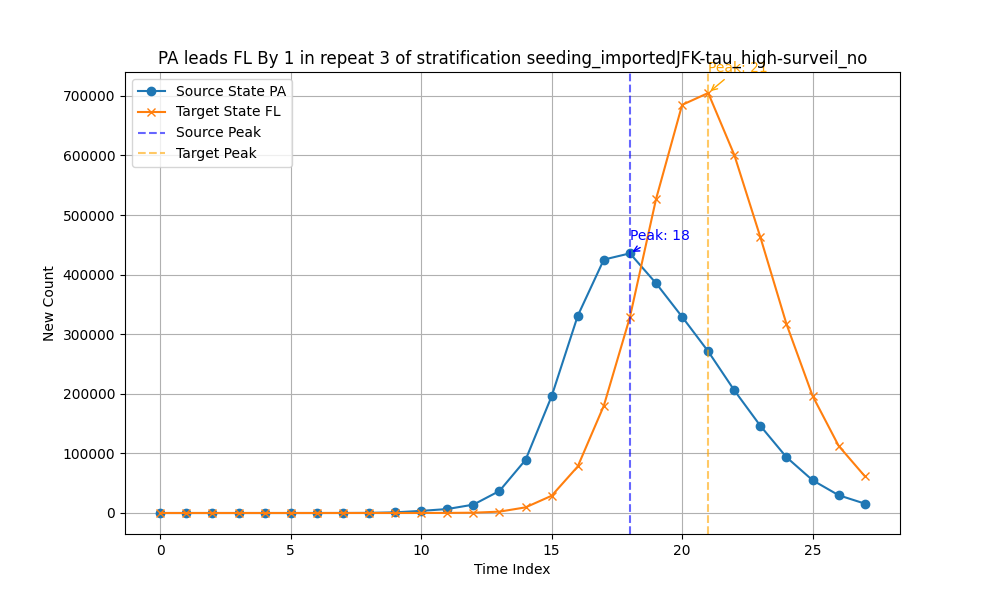 PA leads FL By 1 in repeat 3 of stratification seeding_importedJFK-tau_high-surveil_no
Peak: 21
Source State PA
Target State FL
Source Peak
Target Peak
Peak: 18
700000
600000
500000
400000
300000
200000
100000
0
New Count
0 5 10 15 20 25
Time Index